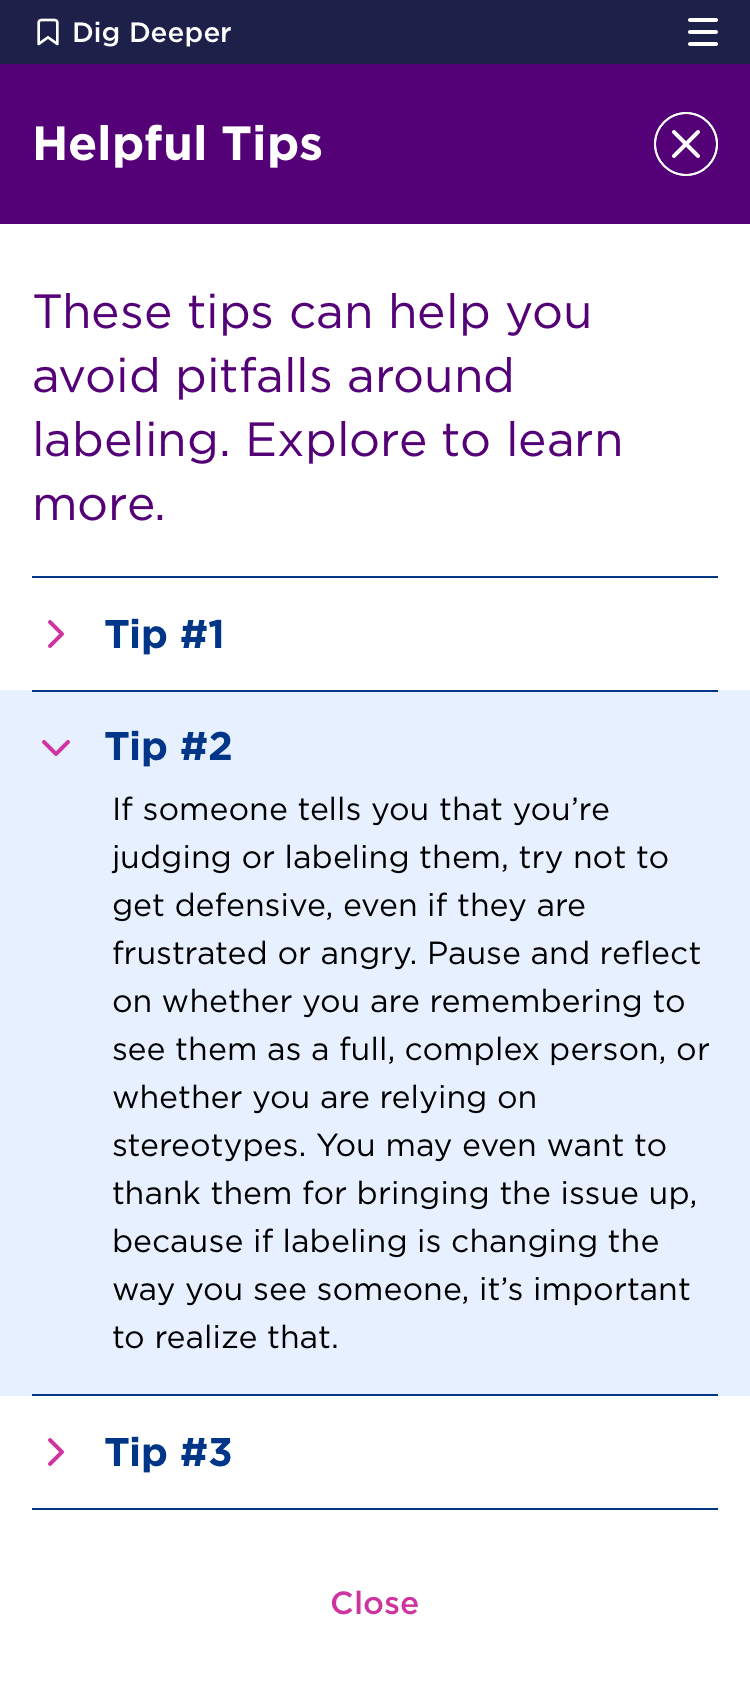 Dig Deeper
Helpful Tips
These tips can help you
avoid pitfalls around
labeling. Explore to learn
more.
Tip #1
Tip #2
If someone tells you that you’re
judging or labeling them, try not to
get defensive, even if they are
frustrated or angry. Pause and reflect
on whether you are remembering to
see them as a full, complex person, or
whether you are relying on
stereotypes. You may even want to
thank them for bringing the issue up,
because if labeling is changing the
way you see someone, it’s important
to realize that.
Tip #3
Close